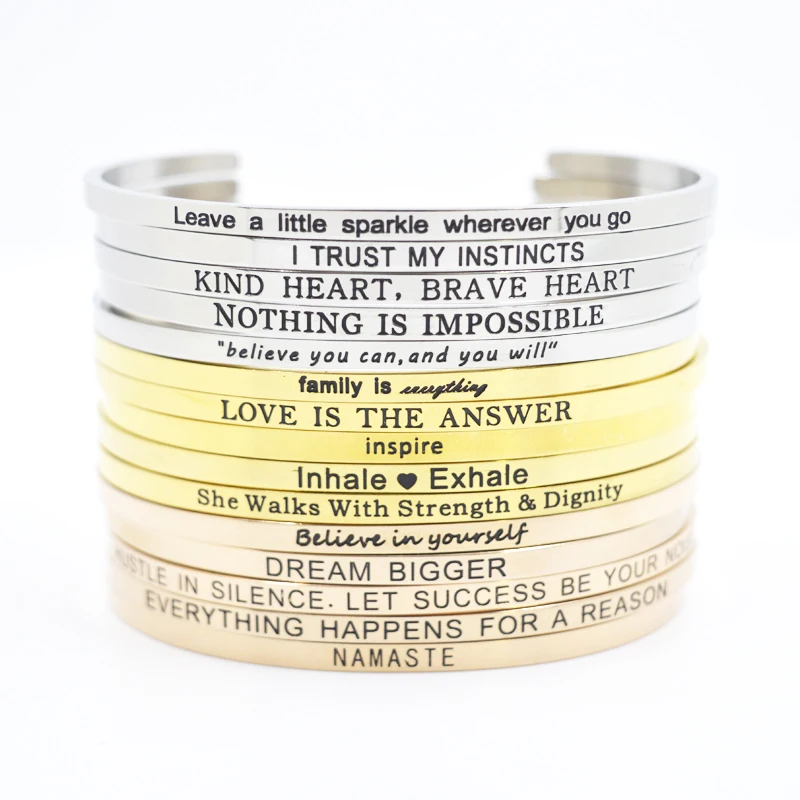 Leave a little sparkle wherever you go
I TRUST MY INSTINCTS
KIND HEART, BRAVE HEART
NOTHING IS IMPOSSIBLE
"believe you can,and you will"
family is everything
LOVE IS THE ANSWER
inspire
Inhale ♥ Exhale
She Walks With Strength & Dignity
Believe in yourself
DREAM BIGGER
HUSTLE IN SILENCE. LET SUCCESS BE YOUR
EVERYTHING HAPPENS FOR A REASON
NAMASTE